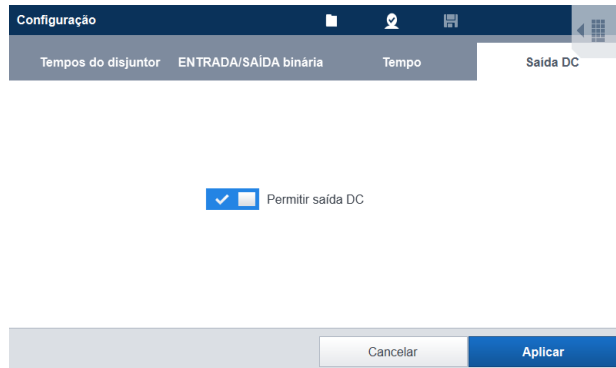 Configuração
Tempos do disjuntor ENTRADA/SAÍDA binária Tempo Saída DC
Permitir saída DC
Cancelar Aplicar